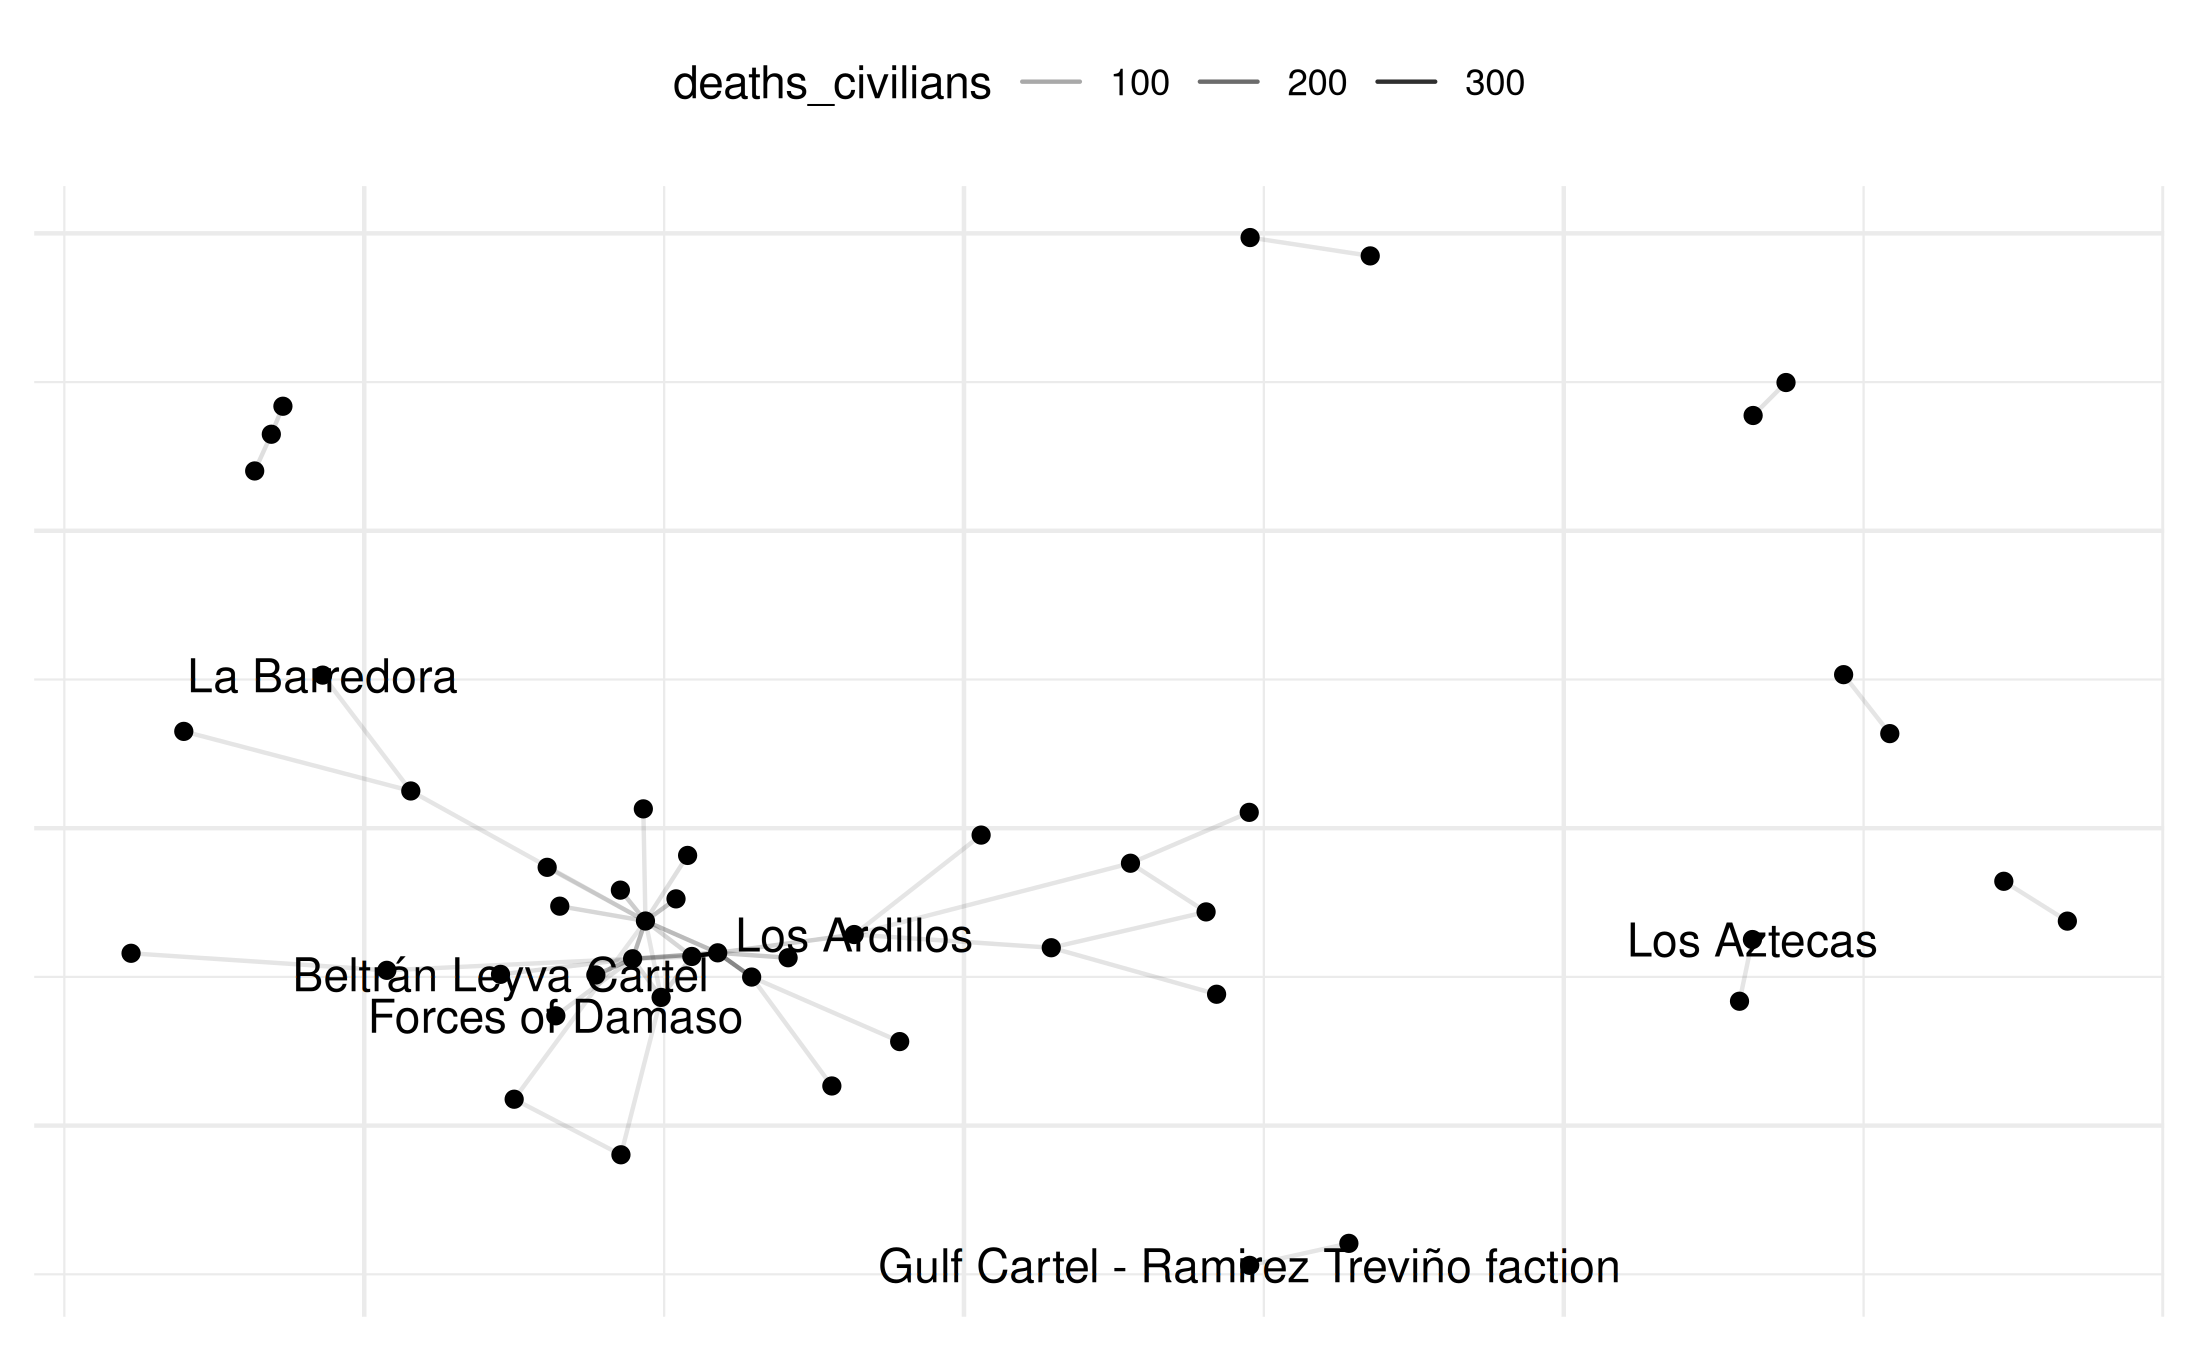 deaths_civilians 100 200 300
La Barredora
Los Ardillos
Los Aztecas
Beltrán Leyva Cartel
Forces of Damaso
Gulf Cartel - Ramirez Treviño faction